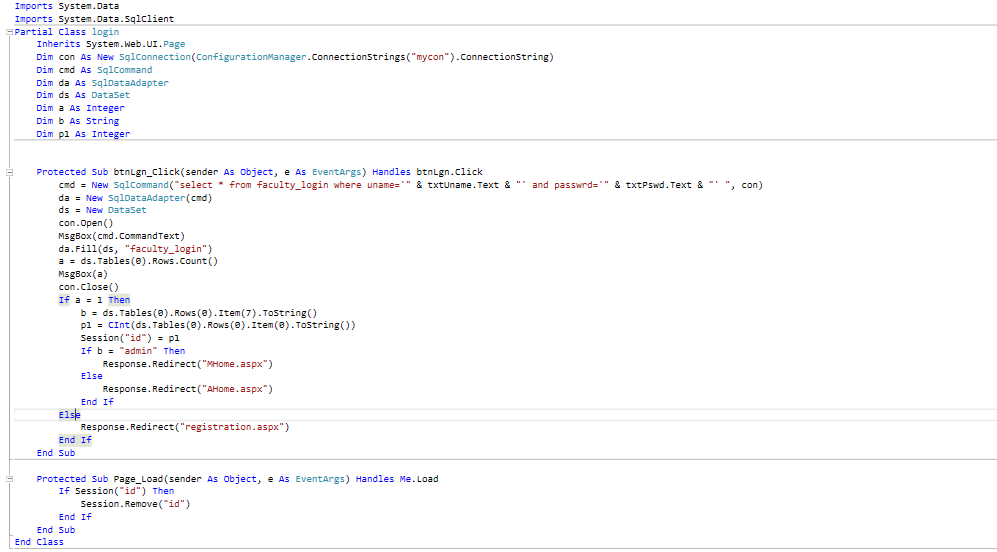 Imports System.Data
Imports System.Data.SqlClient
Partial Class login
Inherits System.Web.UI.Page
Dim con As New SqlConnection(ConfigurationManager.ConnectionStrings("mycon").ConnectionString)
Dim cmd As SqlCommand
Dim da As SqlDataAdapter
Dim ds As DataSet
Dim a As Integer
Dim b As String
Dim p1 As Integer
Protected Sub btnLgn_Click(sender As Object, e As EventArgs) Handles btnLgn.Click
cmd = New SqlCommand("select * from faculty_login where uname='" & txtUname.Text & "' and passwrd='" & txtPswd.Text & "' ", con)
da = New SqlDataAdapter(cmd)
ds = New DataSet
con.Open()
MsgBox(cmd.CommandText)
da.Fill(ds, "faculty_login")
a = ds.Tables(0).Rows.Count()
MsgBox(a)
con.Close()
If a = 1 Then
b = ds.Tables(0).Rows(0).Item(7).ToString()
p1 = CInt(ds.Tables(0).Rows(0).Item(0).ToString())
Session("id") = p1
If b = "admin" Then
Response.Redirect("MHome.aspx")
Else
Response.Redirect("AHome.aspx")
End If
Else
Response.Redirect("registration.aspx")
End If
End Sub
Protected Sub Page_Load(sender As Object, e As EventArgs) Handles Me.Load
If Session("id") Then
Session.Remove("id")
End If
End Sub
End Class